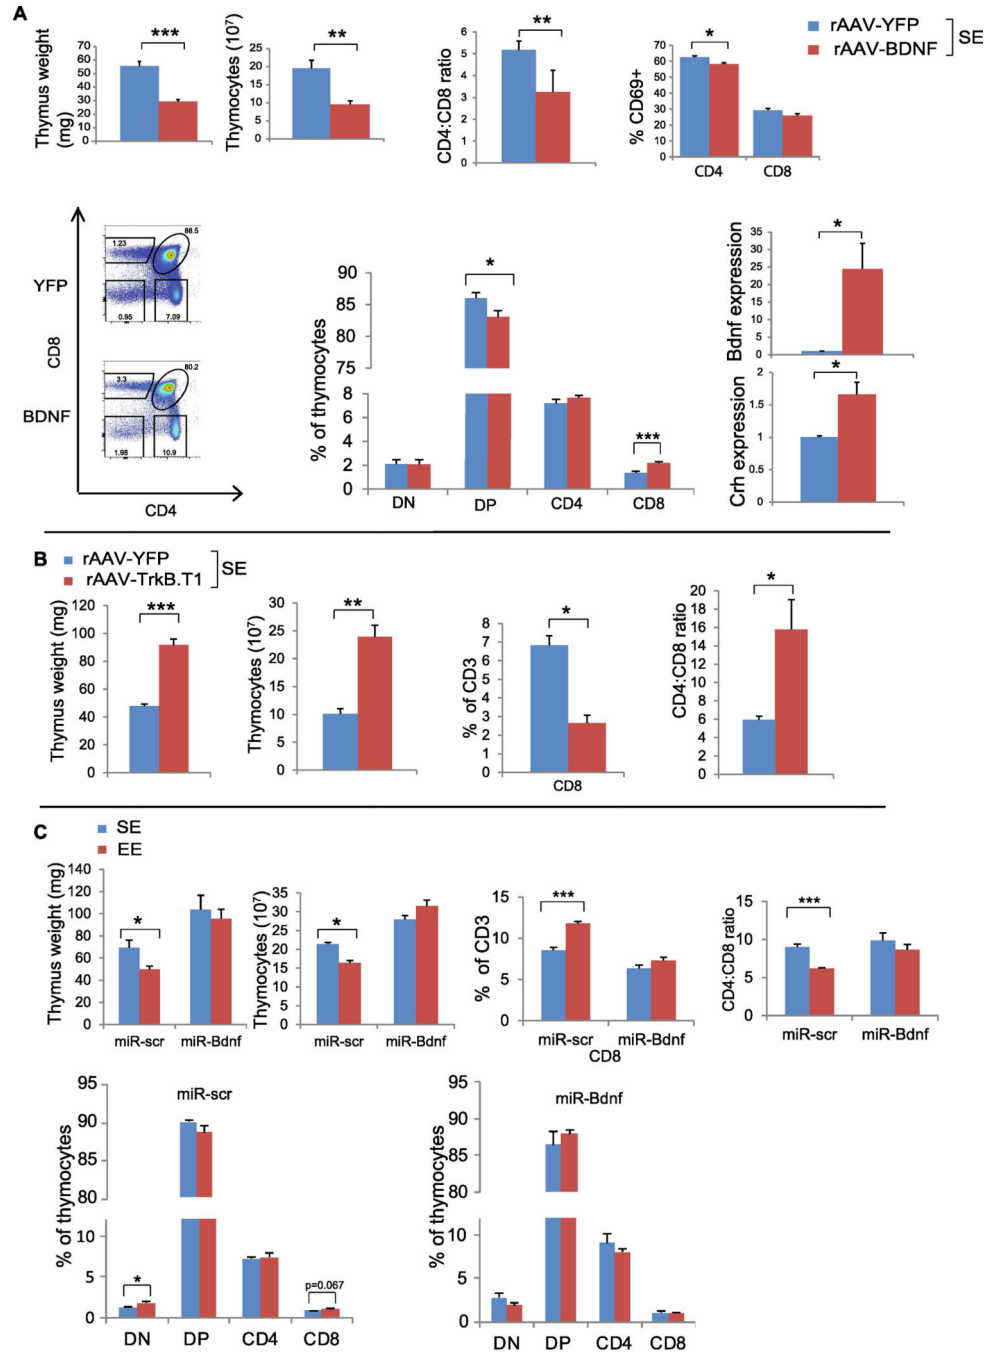 A
rAAV-YFP
rAAV-BDNF
SE
Thymus weight
(mg)
70
60
50
40
30
20
10
0
***
Thymocytes (10⁷)
25
20
15
10
5
0
**
CD4:CD8 ratio
6
5
4
3
2
1
0
**
% CD69+
70
60
50
40
30
20
10
0
*
CD4
CD8
CD8
YFP
BDNF
CD4
1.23
88.5
0.95
7.09
3.3
80.2
1.98
10.9
% of thymocytes
90
85
80
75
8
6
4
2
0
*
***
DN
DP
CD4
CD8
Bdnf expression
35
30
25
20
15
10
5
0
*
Crh expression
2
1.5
1
0.5
0
*
B
rAAV-YFP
rAAV-TrkB.T1
SE
Thymus weight (mg)
120
100
80
60
40
20
0
***
Thymocytes (10⁷)
30
25
20
15
10
5
0
**
% of CD3
8
7
6
5
4
3
2
1
0
*
CD8
CD4:CD8 ratio
20
18
16
14
12
10
8
6
4
2
0
*
C
SE
EE
Thymus weight (mg)
140
120
100
80
60
40
20
0
*
miR-scr
miR-Bdnf
Thymocytes (10⁷)
35
30
25
20
15
10
5
0
*
miR-scr
miR-Bdnf
% of CD3
15
10
5
0
***
miR-scr
miR-Bdnf
CD8
CD4:CD8 ratio
15
10
5
0
***
miR-scr
miR-Bdnf
miR-scr
% of thymocytes
95
90
85
80
10
5
0
*
p=0.067
DN
DP
CD4
CD8
miR-Bdnf
% of thymocytes
95
90
85
80
10
5
0
DN
DP
CD4
CD8